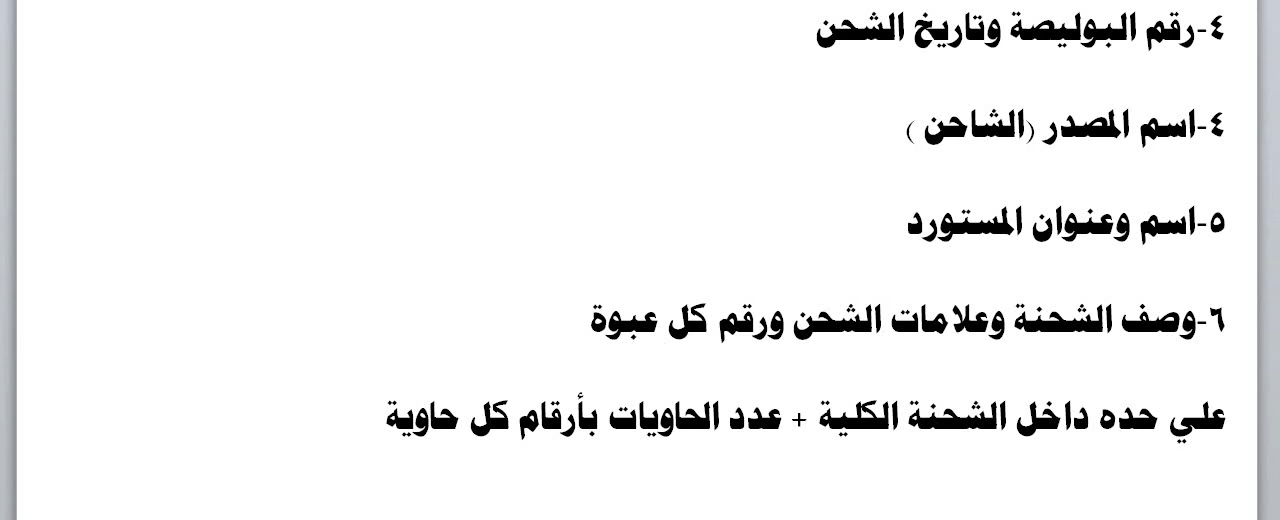 ٤-رقم البوليصة وتاريخ الشحن
٤-اسم المصدر (الشاحن )
٥-اسم وعنوان المستورد
٦-وصف الشحنة وعلامات الشحن ورقم كل عبوة
علي حده داخل الشحنة الكلية + عدد الحاويات بأرقام كل حاوية